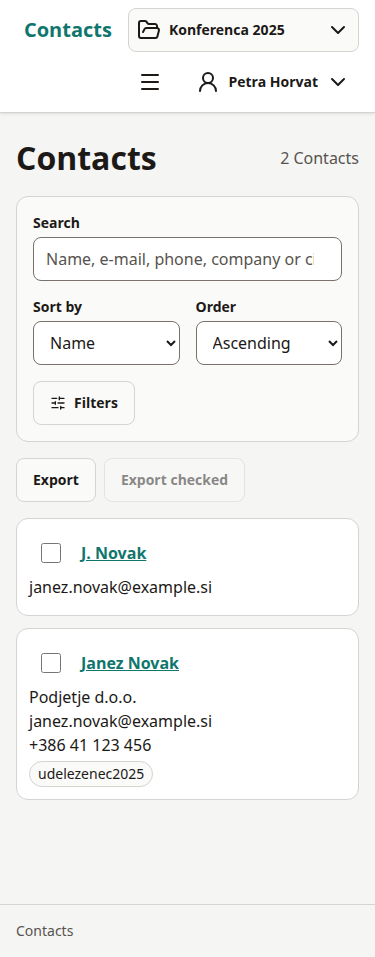 Contacts
Konferenca 2025
Petra Horvat
Contacts
2 Contacts
Search
Name, e-mail, phone, company or c
Sort by
Order
Name
Ascending
Filters
Export
Export checked
J. Novak
janez.novak@example.si
Janez Novak
Podjetje d.o.o.
janez.novak@example.si
+386 41 123 456
udelezenec2025
Contacts